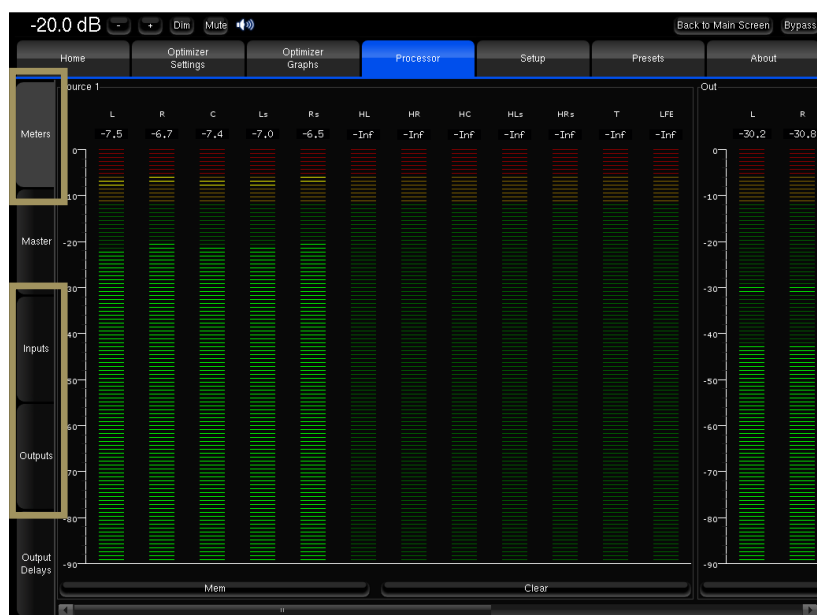 -20.0 dB - + Dim Mute Back to Main Screen Bypass
Home Optimizer Settings Optimizer Graphs Processor Setup Presets About
Meters
Master
Inputs
Outputs
Output Delays
ource 1
L R C Ls Rs HL HR HC HLs HRs T LFE
-7.5 -6.7 -7.4 -7.0 -6.5 -Inf -Inf -Inf -Inf -Inf -Inf -Inf
0
10
-20
30
40
50
60
70
80
-90
Out
L R
-30.2 -30.8
0
-10
-20
-30
-40
-50
-60
-70
-80
-90
Mem Clear